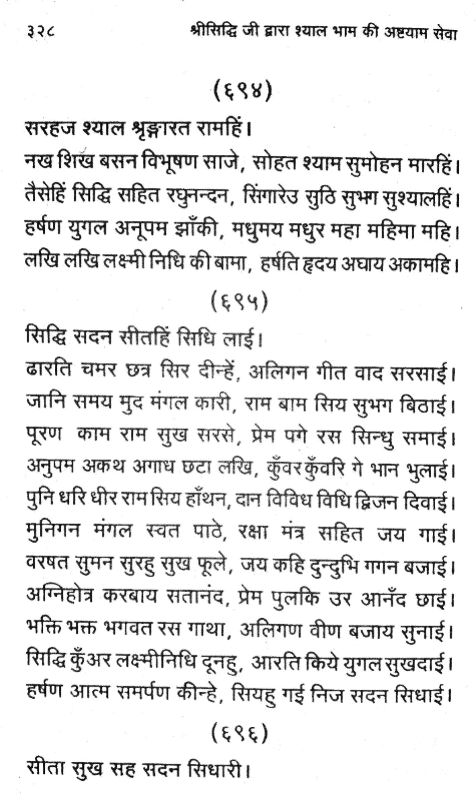 ३२८ श्रीसिद्धि जी द्वारा श्याल भाम की अष्टयाम सेवा
(६९४)
सरहज श्याल श्रृङ्गारत रामहिं।
नख शिख बसन विभूषण साजे, सोहत श्याम सुमोहन मारहिं।
तैसेहिं सिद्धि सहित रघुनन्दन, सिंगारेउ सुठि सुभग सुश्यालहिं।
हर्षण युगल अनूपम झाँकी, मधुमय मधुर महा महिमा महि।
लखि लखि लक्ष्मी निधि की बामा, हर्षति हृदय अघाय अकामहि।
(६९५)
सिद्धि सदन सीतहिं सिधि लाई।
ढारति चमर छत्र सिर दीन्हें, अलिगन गीत वाद सरसाई।
जानि समय मुद मंगल कारी, राम बाम सिय सुभग बिठाई।
पूरण काम राम सुख सरसे, प्रेम पगे रस सिन्धु समाई।
अनुपम अकथ अगाध छटा लखि, कुँवर कुँवरि गे भान भुलाई।
पुनि धरि धीर राम सिय हाँथन, दान विविध विधि द्विजन दिवाई।
मुनिगन मंगल स्वत पाठे, रक्षा मंत्र सहित जय गाई।
वरषत सुमन सुरहु सुख फूले, जय कहि दुन्दुभि गगन बजाई।
अग्निहोत्र करबाय सतानंद, प्रेम पुलकि उर आनँद छाई।
भक्ति भक्त भगवत रस गाथा, अलिगण वीण बजाय सुनाई।
सिद्धि कुँअर लक्ष्मीनिधि दूनहु, आरति किये युगल सुखदाई।
हर्षण आत्म समर्पण कीन्हे, सियहु गई निज सदन सिधाई।
(६९६)
सीता सुख सह सदन सिधारी।